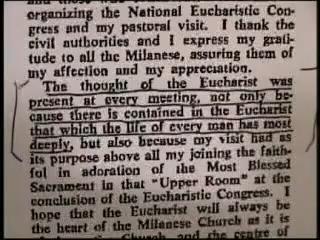 organizing the National Eucharistic Con-
gress and my pastoral visit. I thank the
civil authorities and I express my grati-
tude to all the Milanese, assuring them of
my affection and my appreciation.
The thought of the Eucharist was
present at every meeting, not only be-
cause there is contained in the Eucharist
that which the life of every man has most
deeply, but also because my visit had as
its purpose above all my joining the faith-
ful in adoration of the Most Blessed
Sacrament in that "Upper Room" at the
conclusion of the Eucharistic Congress. I
hope that the Eucharist will always be
the heart of the Milanese Church as it is
Church and the centre of